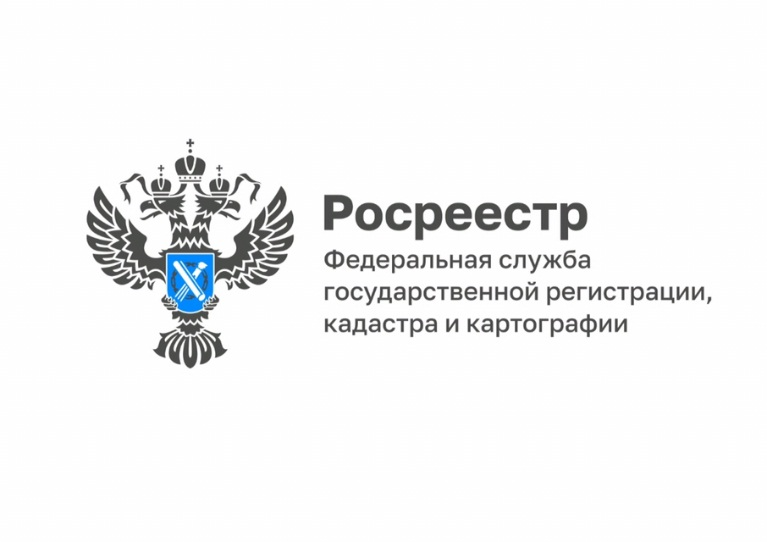 Росреестр
Федеральная служба
государственной регистрации,
кадастра и картографии